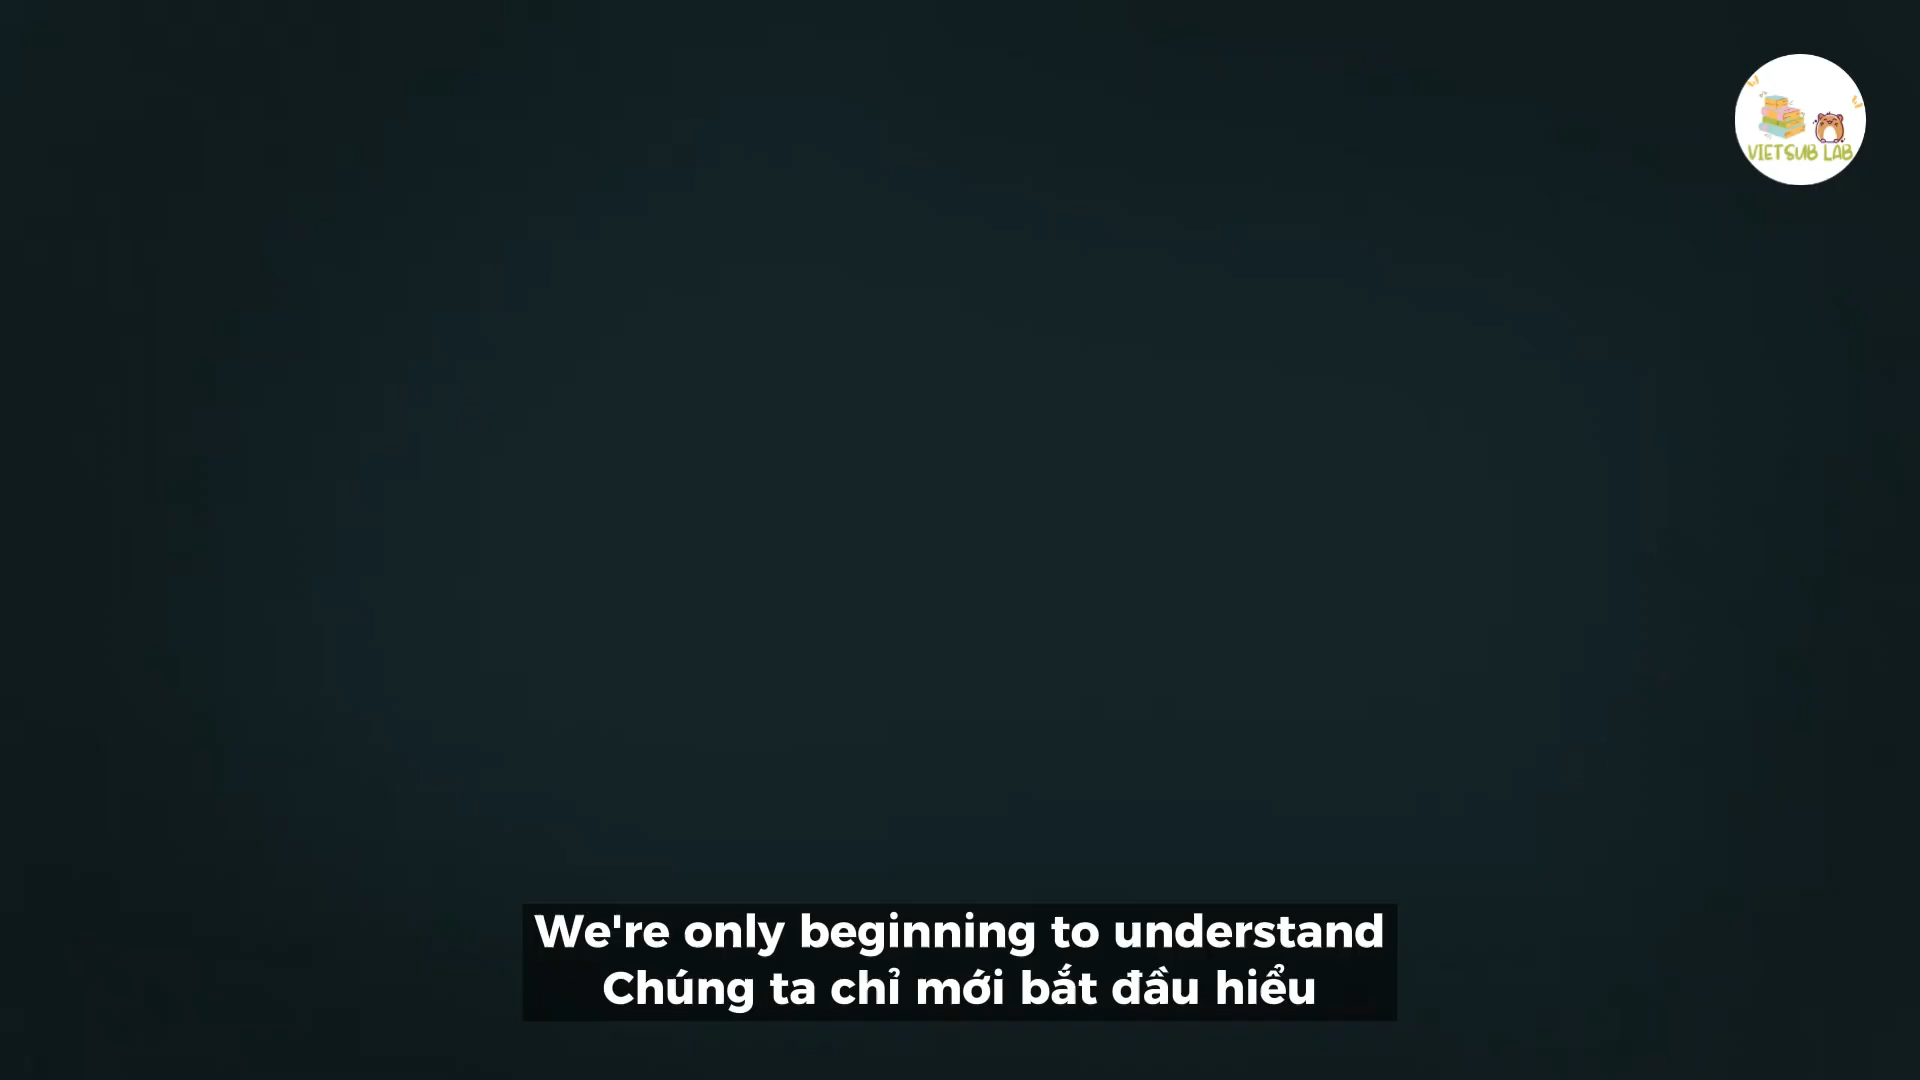 VIETSUB LAB
We're only beginning to understand
Chúng ta chỉ mới bắt đầu hiểu